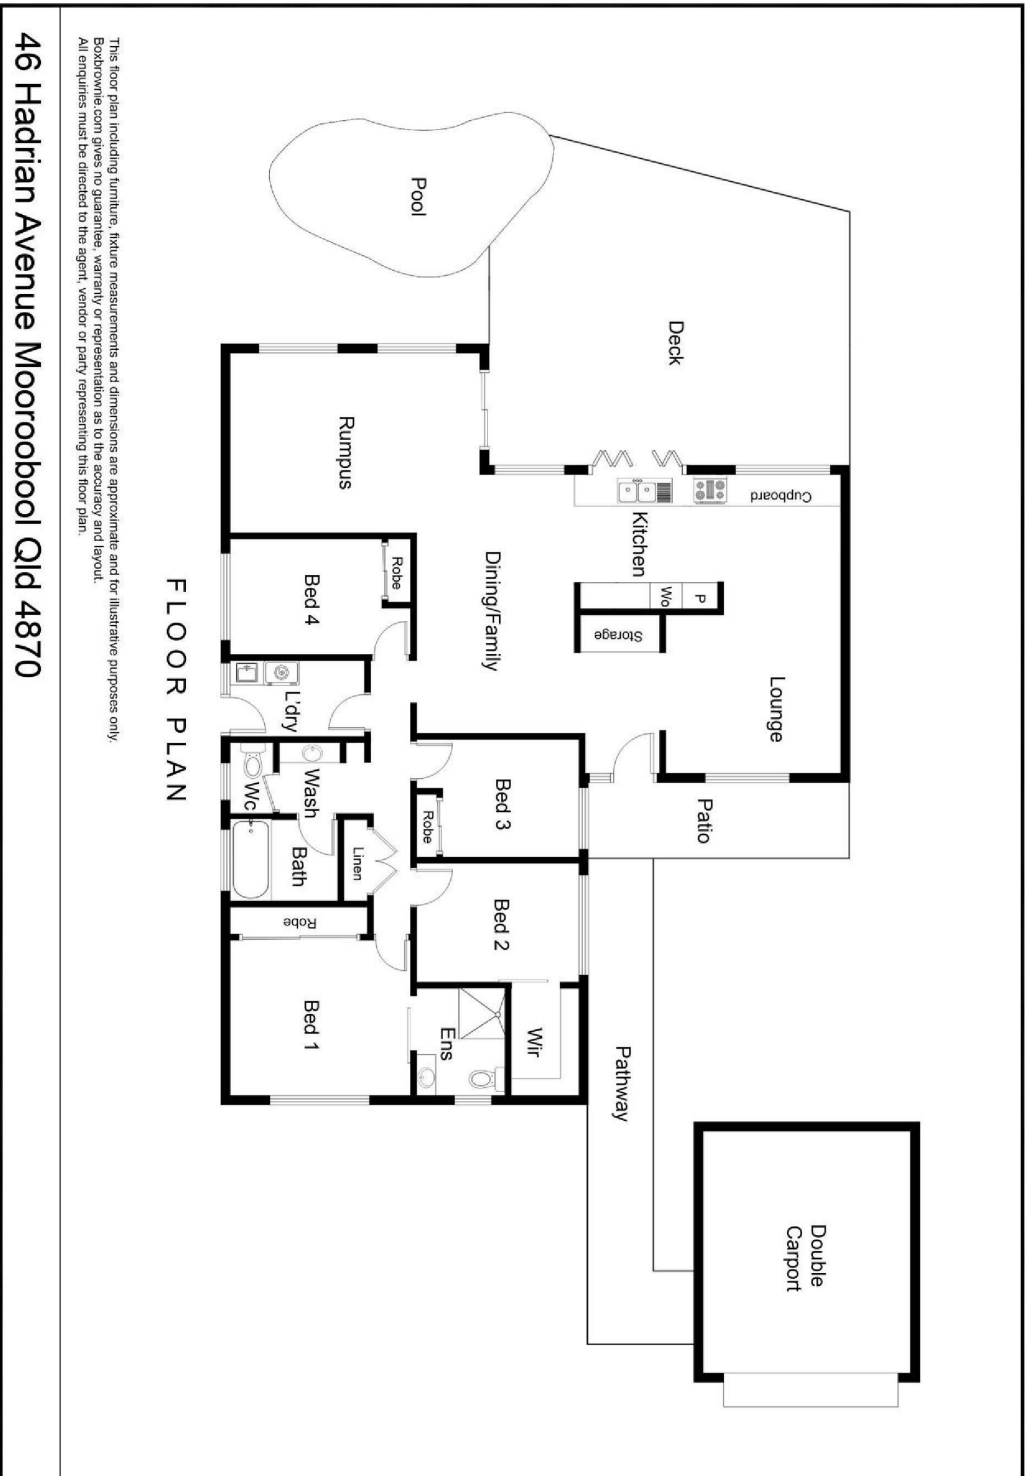 Pool
Deck
Rumpus
Cupboard
Kitchen
Dining/Family
Robe
Bed 4
Wo
P
Storage
Lounge
L'dry
Wash
Wc
Bath
Linen
Bed 3
Robe
Patio
Bed 2
Robe
Bed 1
Ens
Wir
Pathway
Double
Carport
FLOOR PLAN
This floor plan including furniture, fixture measurements and dimensions are approximate and for illustrative purposes only.
Boxbrownie.com gives no guarantee, warranty or representation as to the accuracy and layout.
All enquiries must be directed to the agent, vendor or party representing this floor plan.
46 Hadrian Avenue Mooroobool Qld 4870